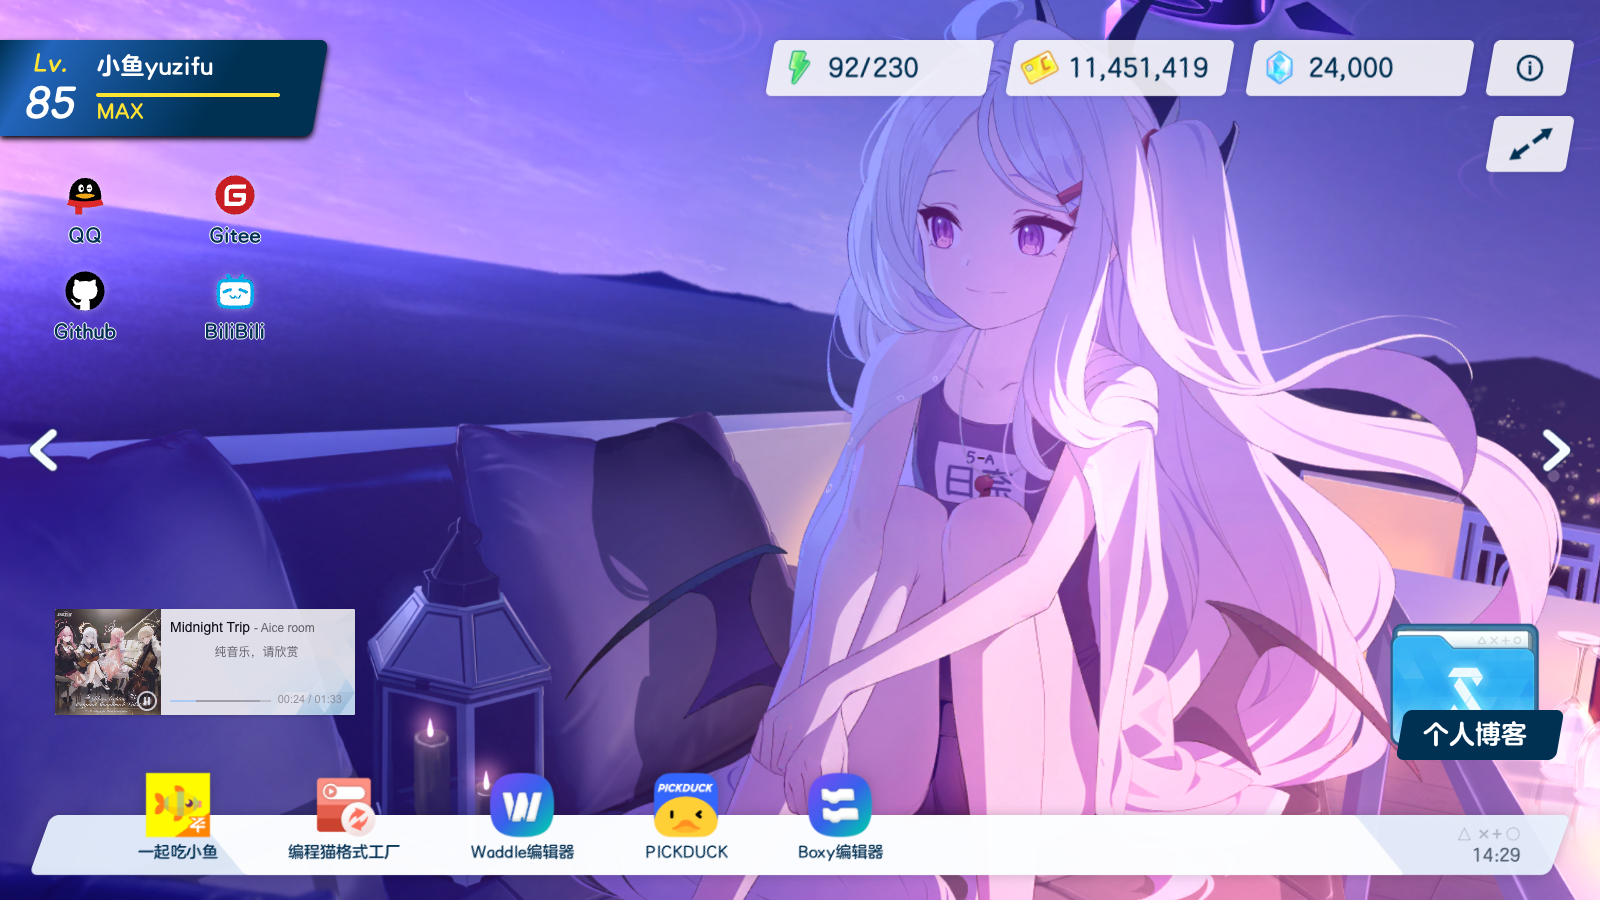 Lv.
85
小鱼yuzifu
MAX
92/230
11,451,419
24,000
QQ
Gitee
Github
BiliBili
5-A
日奈
Midnight Trip - Aice room
纯音乐，请欣赏
00:24 / 01:33
个人博客
PICKDUCK
一起吃小鱼
编程猫格式工厂
Waddle编辑器
PICKDUCK
Boxy编辑器
14:29